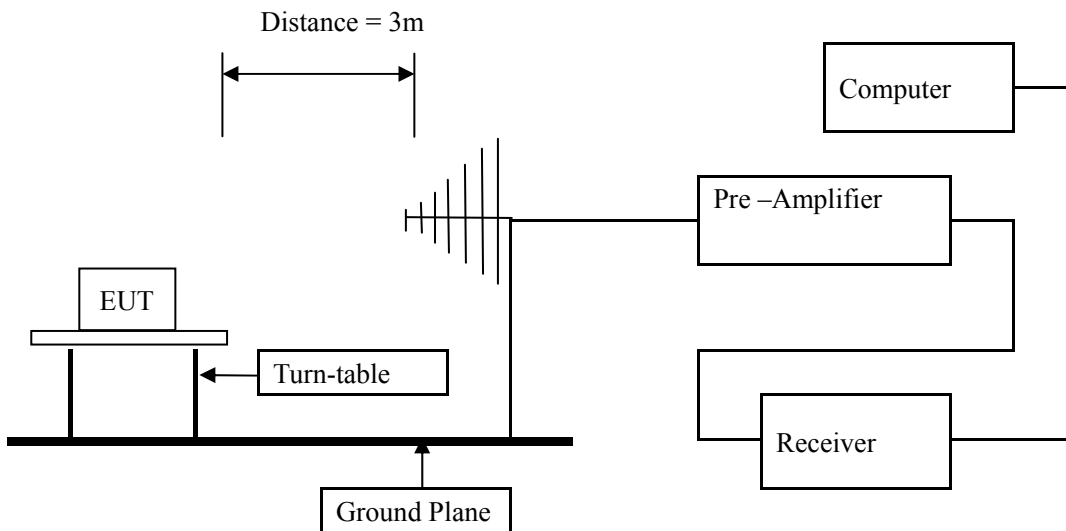 Distance = 3m
Computer
Pre –Amplifier
EUT
Turn-table
Receiver
Ground Plane